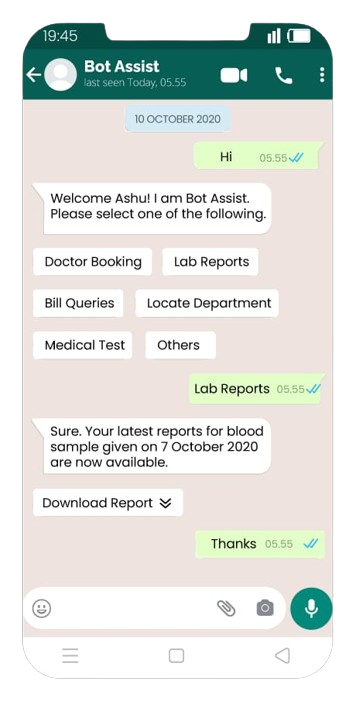 19:45
Bot Assist
last seen Today, 05.55
10 OCTOBER 2020
Hi 05.55
Welcome Ashu! I am Bot Assist.
Please select one of the following.
Doctor Booking Lab Reports
Bill Queries Locate Department
Medical Test Others
Lab Reports 05.55
Sure. Your latest reports for blood
sample given on 7 October 2020
are now available.
Download Report
Thanks 05.55